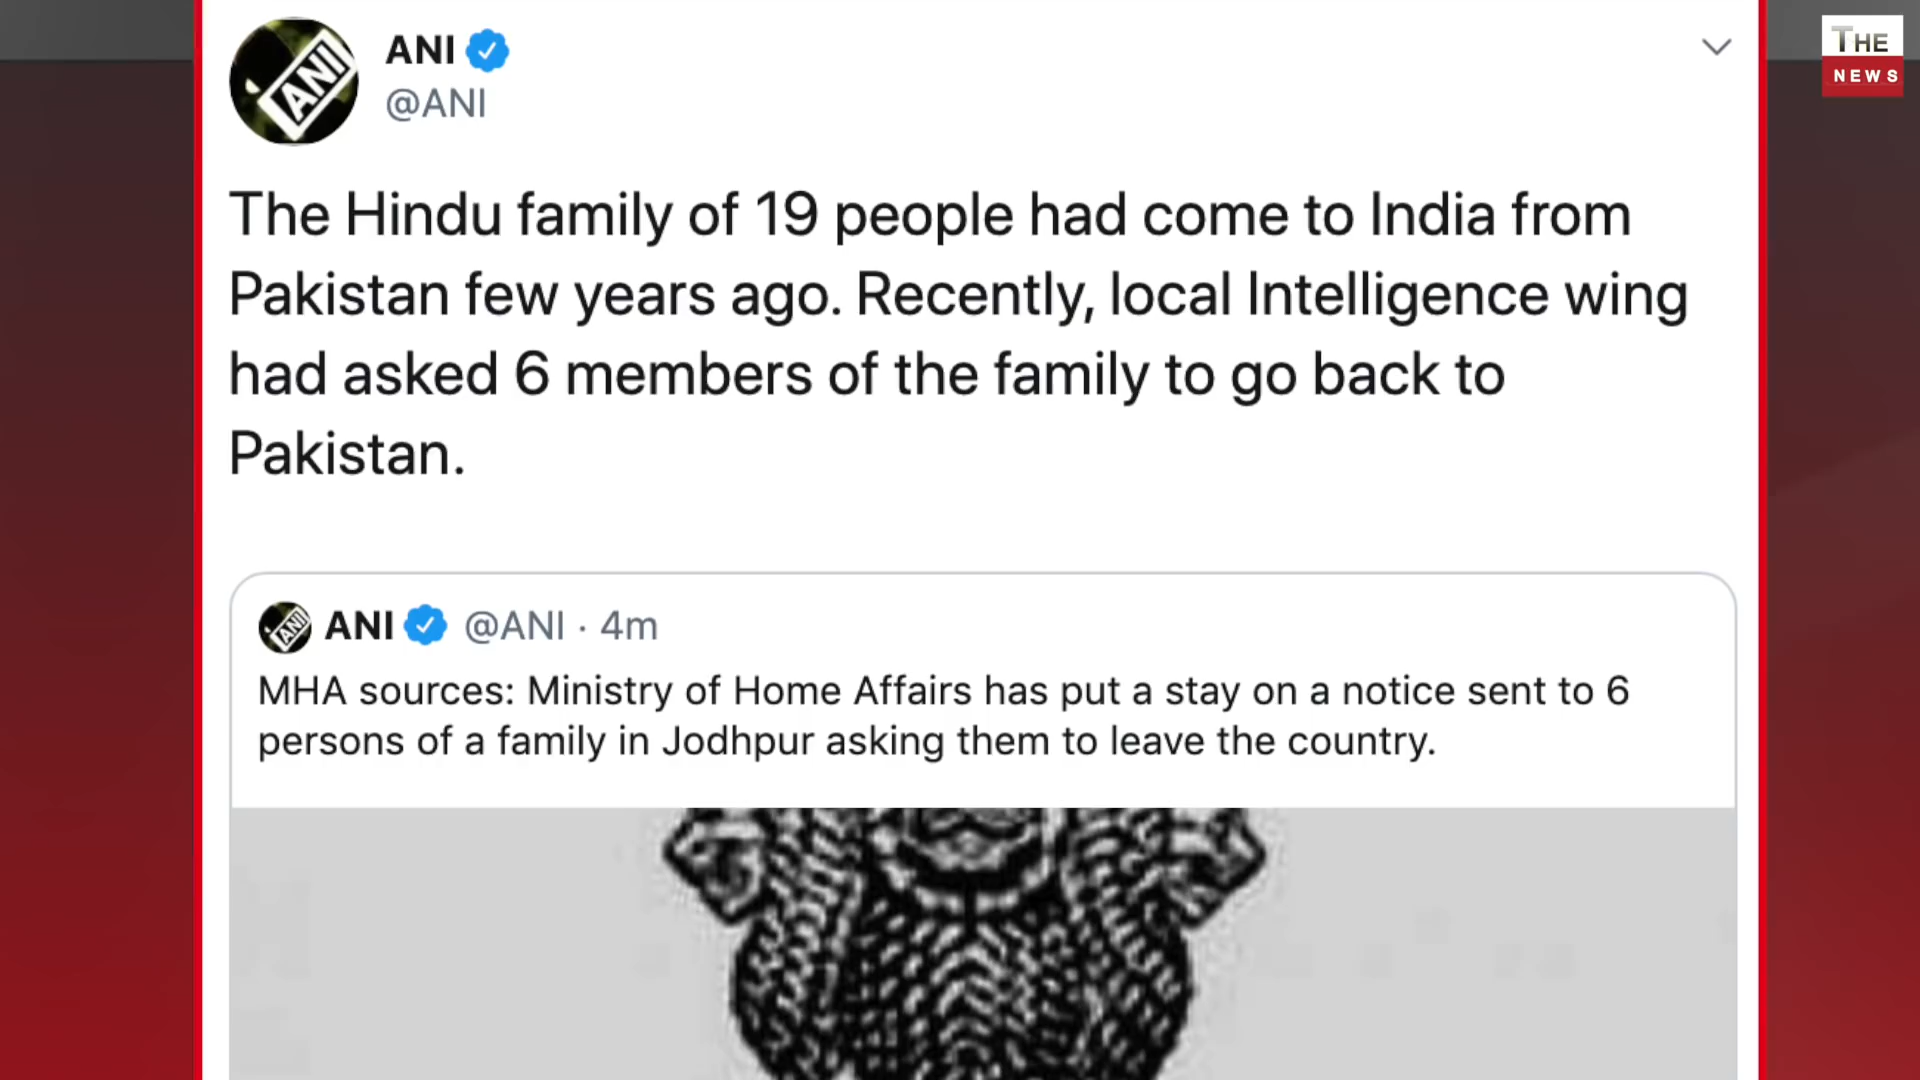 ANI
@ANI
THE
NEWS
The Hindu family of 19 people had come to India from
Pakistan few years ago. Recently, local Intelligence wing
had asked 6 members of the family to go back to
Pakistan.
ANI @ANI · 4m
MHA sources: Ministry of Home Affairs has put a stay on a notice sent to 6
persons of a family in Jodhpur asking them to leave the country.